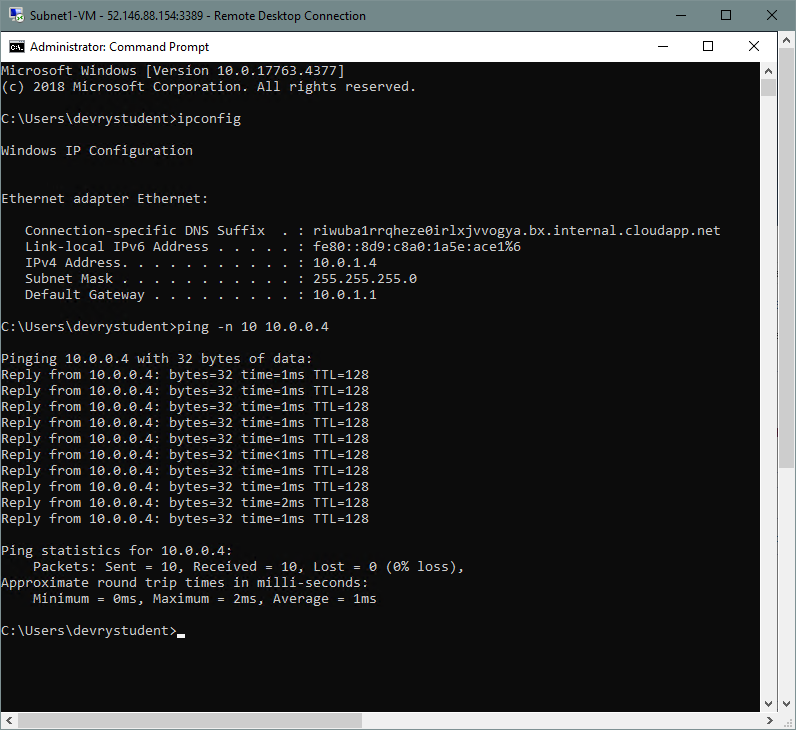 Subnet1-VM - 52.146.88.154:3389 - Remote Desktop Connection
Administrator: Command Prompt
Microsoft Windows [Version 10.0.17763.4377]
(c) 2018 Microsoft Corporation. All rights reserved.
C:\Users\devrystudent>ipconfig
Windows IP Configuration
Ethernet adapter Ethernet:
Connection-specific DNS Suffix  . : riwuba1rrqheze0irlxjvvogya.bx.internal.cloudapp.net
Link-local IPv6 Address . . . . . : fe80::8d9:c8a0:1a5e:ace1%6
IPv4 Address. . . . . . . . . . . : 10.0.1.4
Subnet Mask . . . . . . . . . . . : 255.255.255.0
Default Gateway . . . . . . . . . : 10.0.1.1
C:\Users\devrystudent>ping -n 10 10.0.0.4
Pinging 10.0.0.4 with 32 bytes of data:
Reply from 10.0.0.4: bytes=32 time=1ms TTL=128
Reply from 10.0.0.4: bytes=32 time=1ms TTL=128
Reply from 10.0.0.4: bytes=32 time=1ms TTL=128
Reply from 10.0.0.4: bytes=32 time=1ms TTL=128
Reply from 10.0.0.4: bytes=32 time=1ms TTL=128
Reply from 10.0.0.4: bytes=32 time<1ms TTL=128
Reply from 10.0.0.4: bytes=32 time=1ms TTL=128
Reply from 10.0.0.4: bytes=32 time=1ms TTL=128
Reply from 10.0.0.4: bytes=32 time=2ms TTL=128
Reply from 10.0.0.4: bytes=32 time=1ms TTL=128
Ping statistics for 10.0.0.4:
Packets: Sent = 10, Received = 10, Lost = 0 (0% loss),
Approximate round trip times in milli-seconds:
Minimum = 0ms, Maximum = 2ms, Average = 1ms
C:\Users\devrystudent>